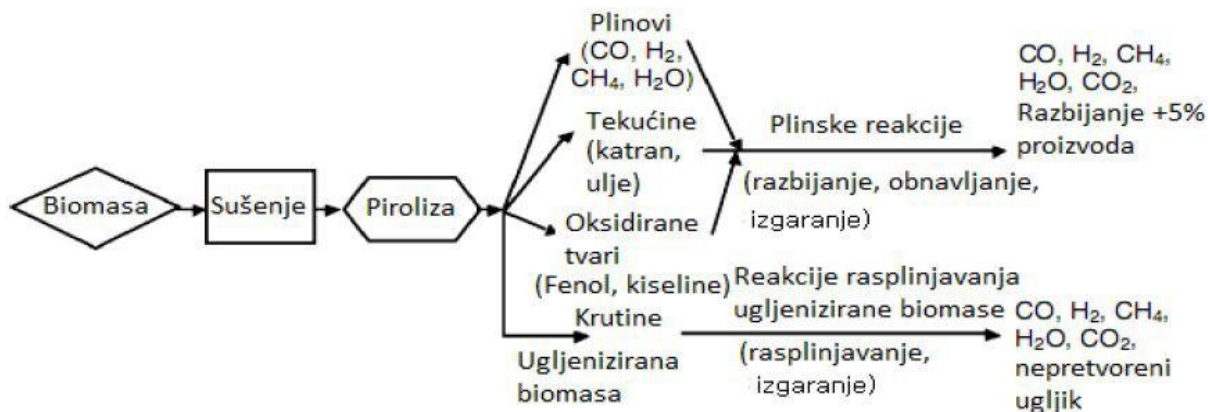 Biomasa
Sušenje
Piroliza
Plinovi
(CO, H₂,
CH₄, H₂O)
Tekućine
(katran,
ulje)
Oksidirane
tvari
(Fenol, kiseline)
Krutine
Ugljenizirana
biomasa
Plinske reakcije
(razbijanje, obnavljanje,
izgaranje)
Reakcije rasplinjavanja
ugljenizirane biomase
(rasplinjavanje,
izgaranje)
CO, H₂, CH₄,
H₂O, CO₂,
Razbijanje +5%
proizvoda
CO, H₂, CH₄,
H₂O, CO₂,
nepretvoreni
ugljik